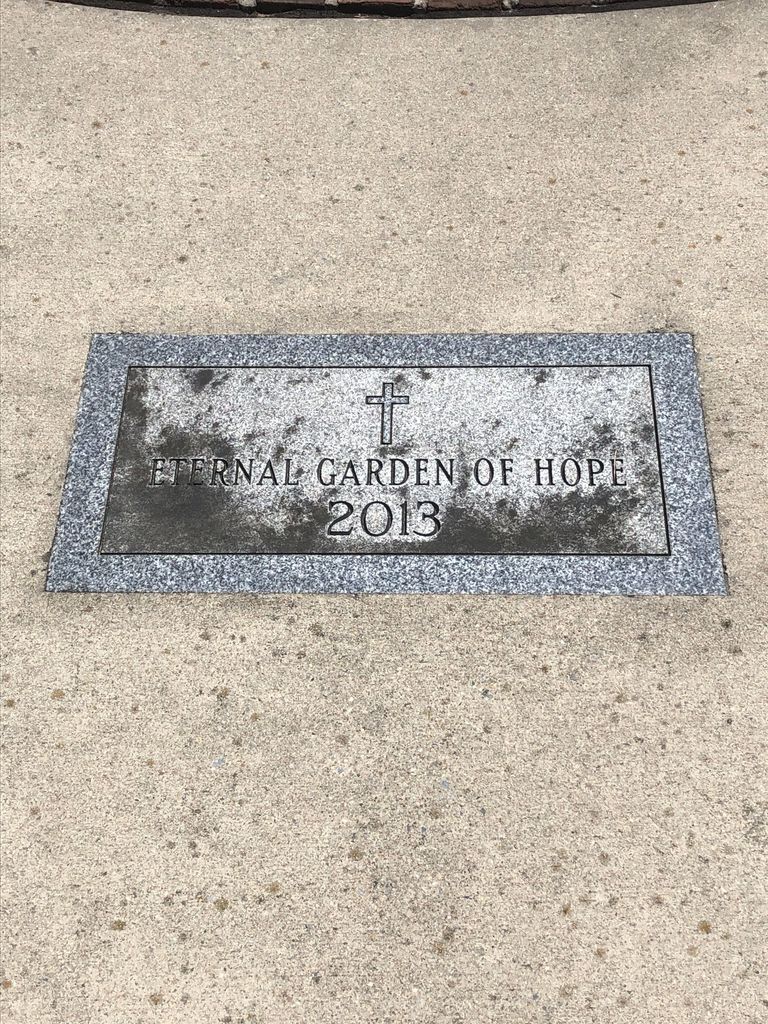 ETERNAL GARDEN OF HOPE
2013